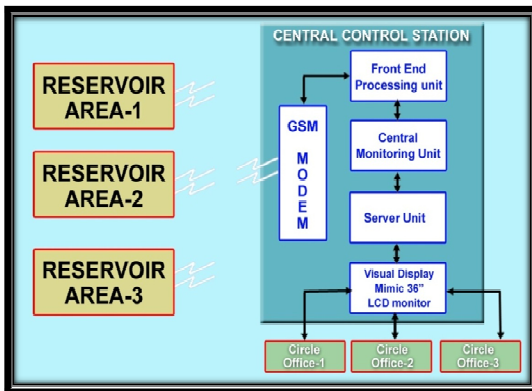 CENTRAL CONTROL STATION
RESERVOIR
AREA-1
RESERVOIR
AREA-2
RESERVOIR
AREA-3
GSM
M
O
D
E
M
Front End
Processing unit
Central
Monitoring Unit
Server Unit
Visual Display
Mimic 36"
LCD monitor
Circle
Office-1
Circle
Office-2
Circle
Office-3